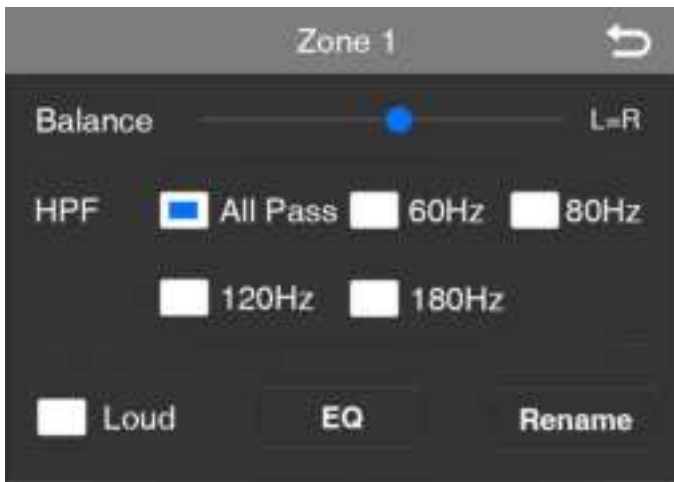 Zone 1
Balance L=R
HPF All Pass 60Hz 80Hz
120Hz 180Hz
Loud EQ Rename